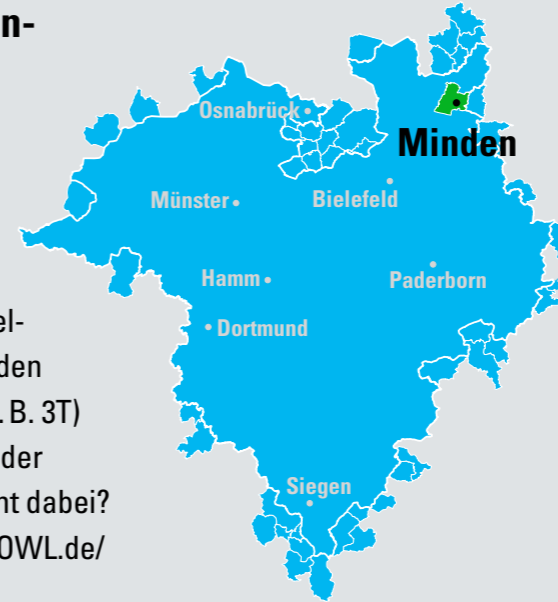 n-
Osnabrück
Minden
Münster
Bielefeld
Hamm
Paderborn
el-
Dortmund
den
. B. 3T)
der
Siegen
nt dabei?
OWL.de/